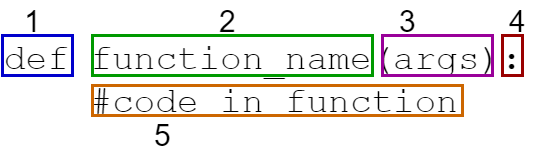 1 2 3 4
def function_name(args):
#code in function
5